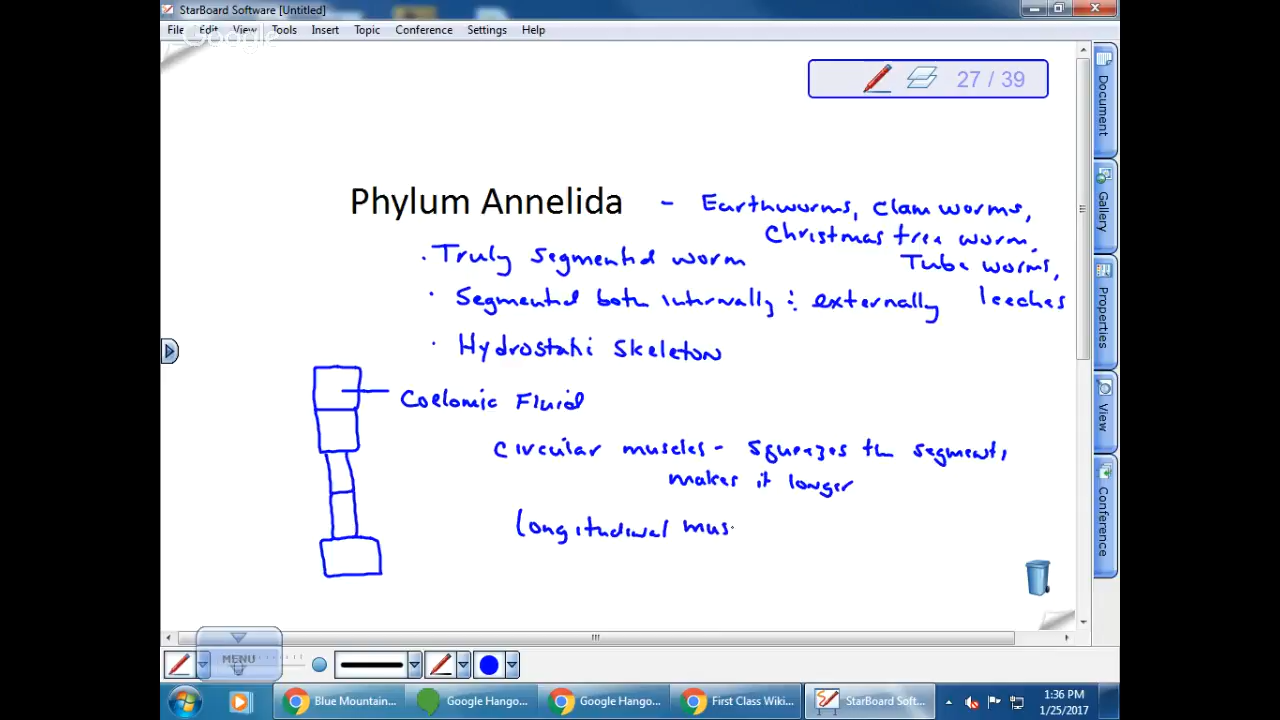 StarBoard Software [Untitled]
File Edit View Tools Insert Topic Conference Settings Help
Google
27 / 39
Document
Gallery
Properties
View
Conference
Phylum Annelida - Earthworms, Clam worms,
Christmas tree worm,
Tube worms,
leeches
· Truly segmented worm
· Segmented both internally & externally
· Hydrostatic Skeleton
Coelomic Fluid
circular muscles - squeezes the segment,
makes it longer
longitudinal mus
MENU
Blue Mountain...
Google Hango...
Google Hango...
First Class Wiki...
StarBoard Soft...
1:36 PM
1/25/2017